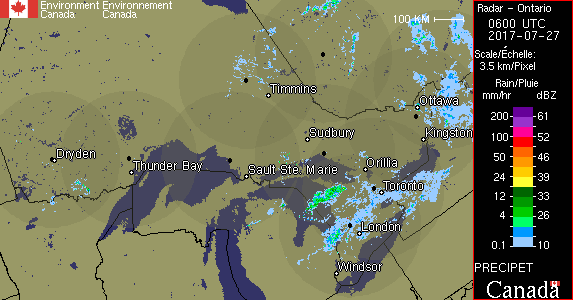 Environment Environnement
Canada Canada
100 KM
Timmins
Ottawa
Sudbury
Kingston
Dryden
Thunder Bay
Sault Ste. Marie
Orillia
Toronto
London
Windsor
Radar - Ontario
0600 UTC
2017-07-27
Scale/Échelle:
3.5 km/Pixel
Rain/Pluie
mm/hr dBZ
200 61
100 52
50 46
24 39
12 33
4 26
0.1 10
PRECIPET
Canada